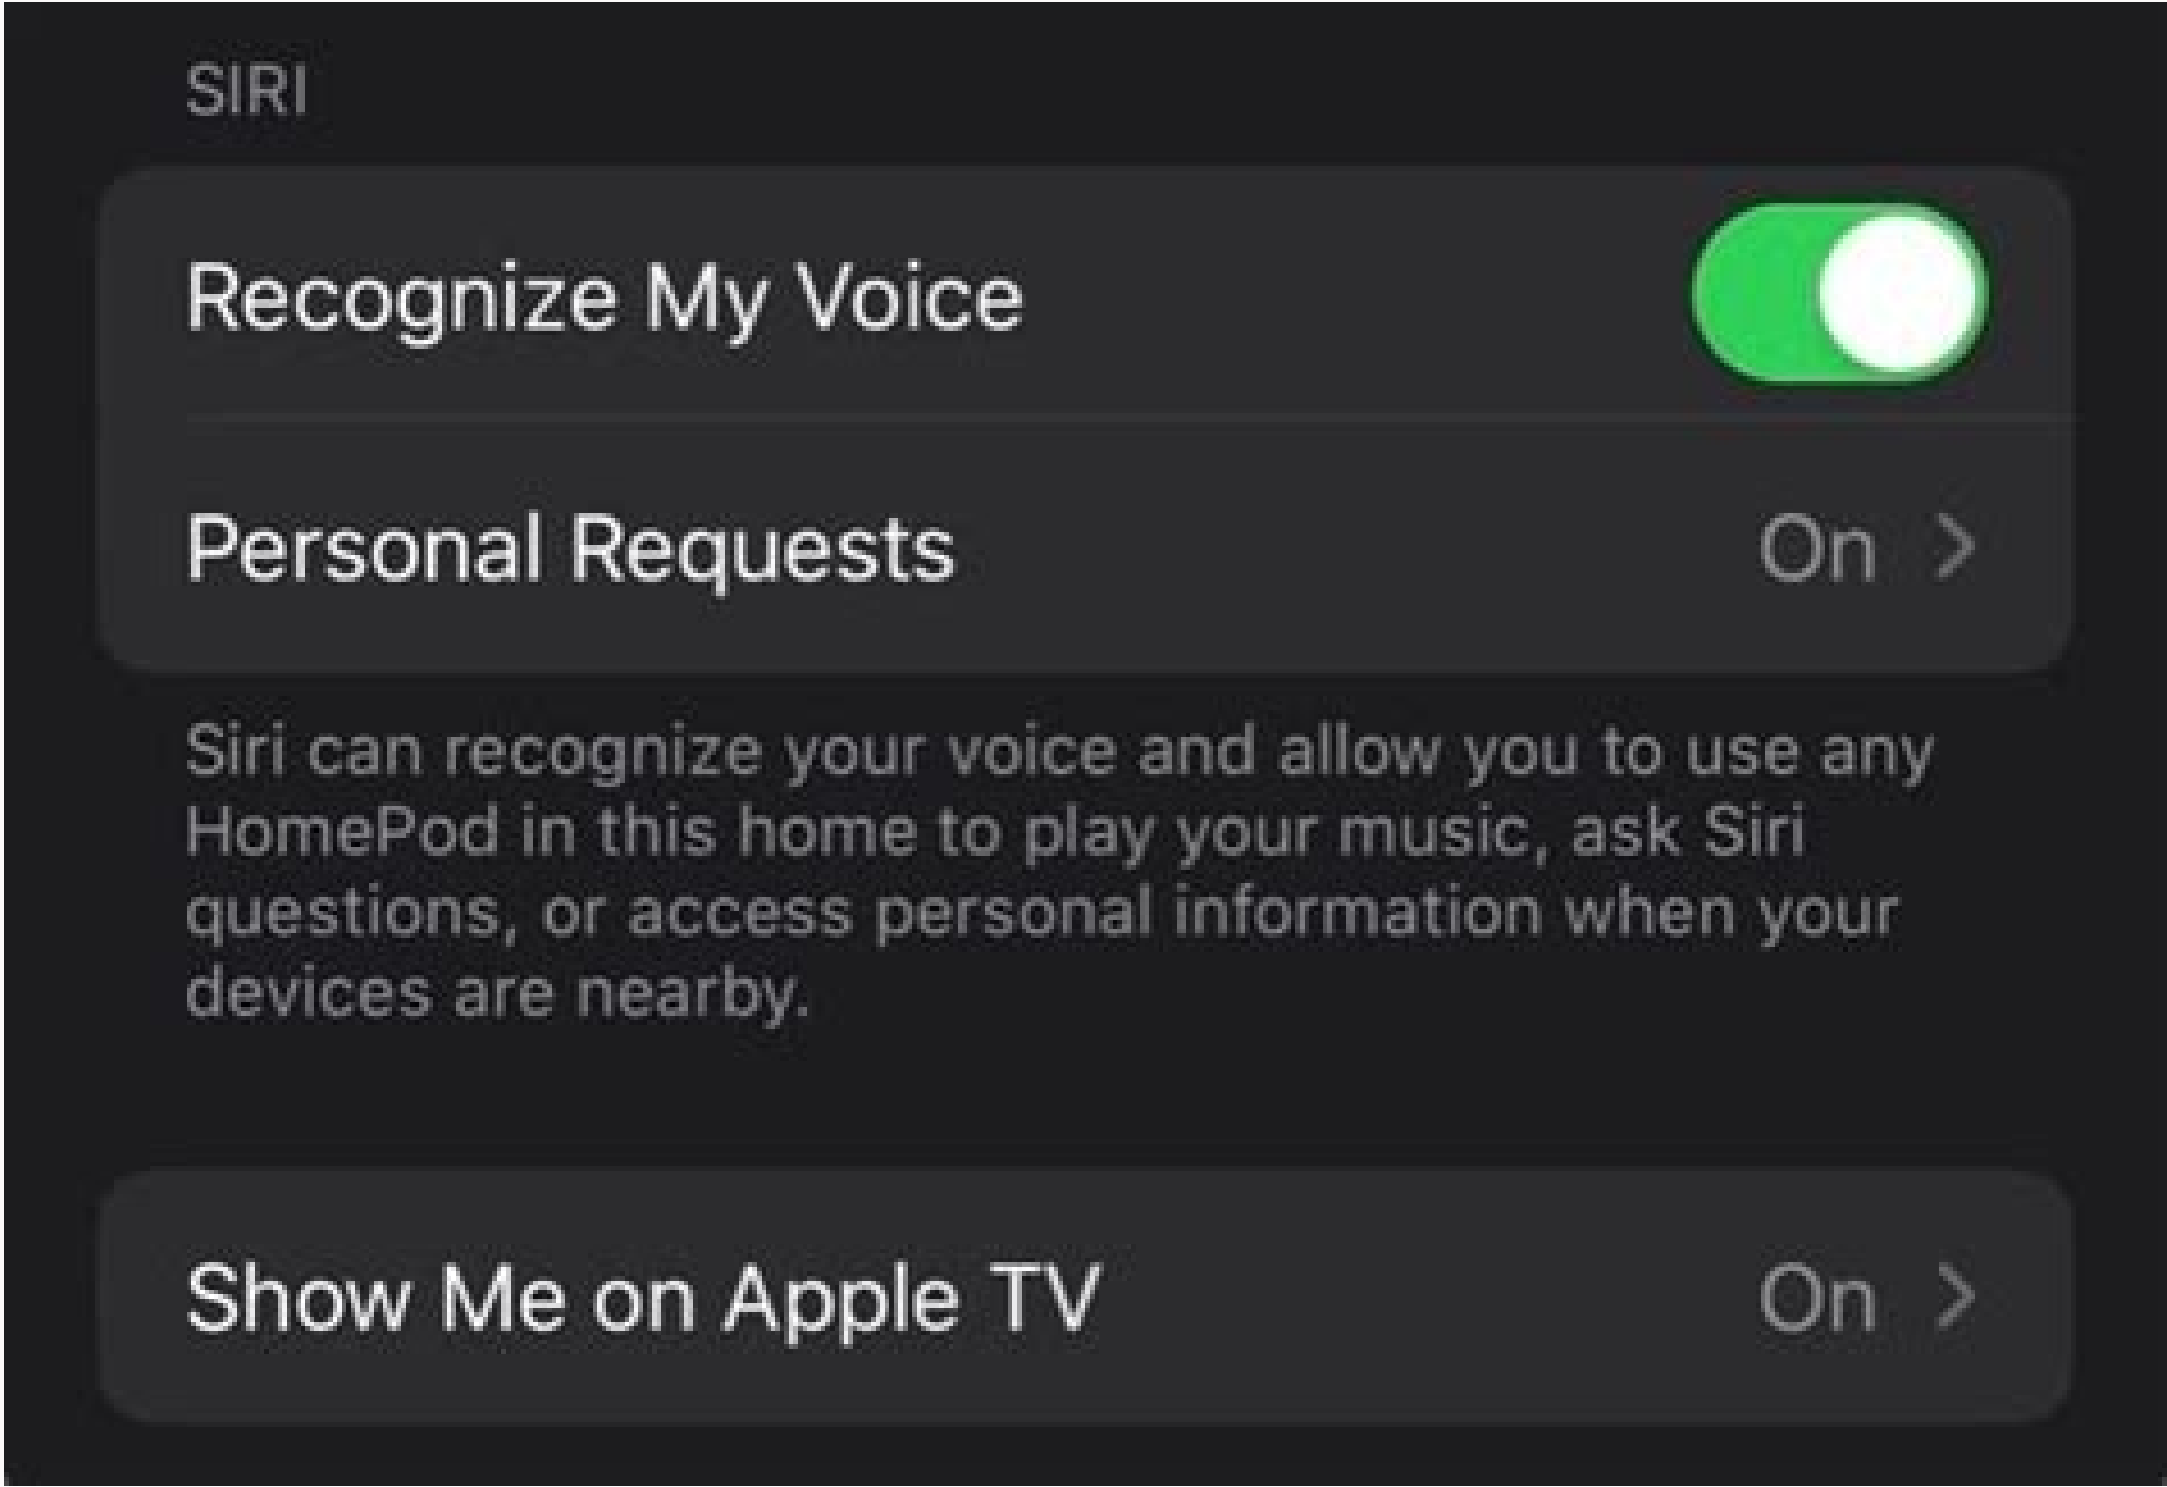 SIRI
Recognize My Voice
Personal Requests On >
Siri can recognize your voice and allow you to use any
HomePod in this home to play your music, ask Siri
questions, or access personal information when your
devices are nearby.
Show Me on Apple TV On >